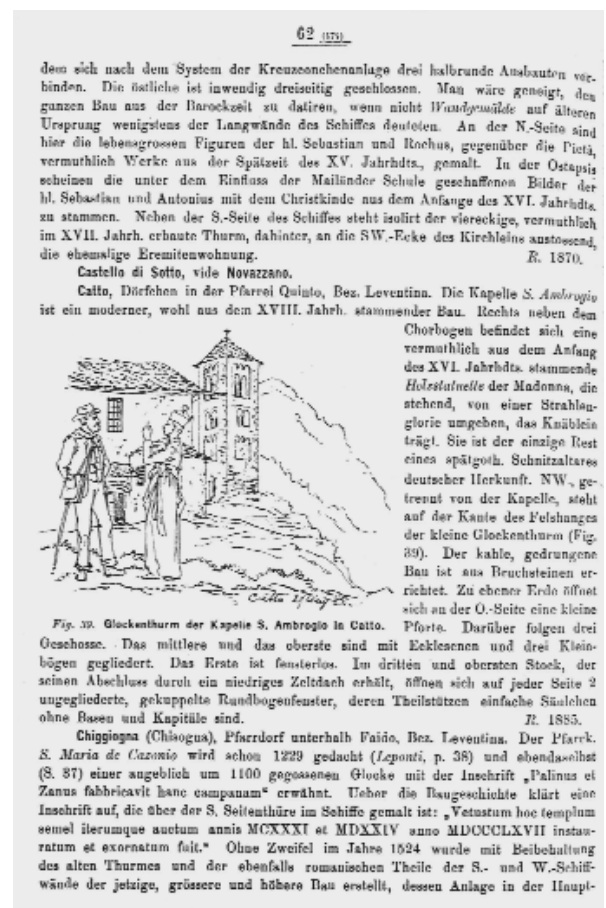 62 (575)
dem sich nach dem System der Kreuzconchenanlage drei halbrunde Ausbauten ver-
binden. Die östliche ist inwendig dreiseitig geschlossen. Man wäre geneigt, den
ganzen Bau aus der Barockzeit zu datiren, wenn nicht Wandgemälde auf älteren
Ursprung wenigstens der Langwände des Schiffes deuteten. An der N.-Seite sind
hier die lebensgrossen Figuren der hl. Sebastian und Rochus, gegenüber die Pietà,
vermuthlich Werke aus der Spätzeit des XV. Jahrhdts., gemalt. In der Ostapsis
scheinen die unter dem Einfluss der Mailänder Schule geschaffenen Bilder der
hl. Sebastian und Antonius mit dem Christkinde aus dem Anfange des XVI. Jahrhdts.
zu stammen. Neben der S.-Seite des Schiffes steht isolirt der viereckige, vermuthlich
im XVII. Jahrh. erbaute Thurm, dahinter, an die SW.-Ecke des Kirchleins anstossend,
die ehemalige Eremitenwohnung. R. 1870.
Castello di Sotto, vide Novazzano.
Catto, Dörfchen in der Pfarrei Quinto, Bez. Leventina. Die Kapelle S. Ambrogio
ist ein moderner, wohl aus dem XVIII. Jahrh. stammender Bau. Rechts neben dem
Chorbogen befindet sich eine
vermuthlich aus dem Anfang
des XVI. Jahrhdts. stammende
Holzstatuette der Madonna, die
stehend, von einer Strahlen-
glorie umgeben, das Knäblein
trägt. Sie ist der einzige Rest
eines spätgoth. Schnitzaltares
deutscher Herkunft. NW., ge-
trennt von der Kapelle, steht
auf der Kante des Felshanges
der kleine Glockenthurm (Fig.
39). Der kahle, gedrungene
Bau ist aus Bruchsteinen er-
richtet. Zu ebener Erde öffnet
sich an der O.-Seite eine kleine
Pforte. Darüber folgen drei
Catto
Fig. 39. Glockenthurm der Kapelle S. Ambrogio in Catto.
Geschosse. Das mittlere und das oberste sind mit Ecklesenen und drei Klein-
bögen gegliedert. Das Erste ist fensterlos. Im dritten und obersten Stock, der
seinen Abschluss durch ein niedriges Zeltdach erhält, öffnen sich auf jeder Seite 2
ungegliederte, gekuppelte Rundbogenfenster, deren Theilstützen einfache Säulchen
ohne Basen und Kapitäle sind. R. 1885.
Chiggiogna (Chisogna), Pfarrdorf unterhalb Faido, Bez. Leventina. Der Pfarrk.
S. Maria de Cazonio wird schon 1229 gedacht (Leponti, p. 38) und ebendaselbst
(S. 37) einer angeblich um 1100 gegossenen Glocke mit der Inschrift „Palinus et
Zanus fabbricavit hanc campanam“ erwähnt. Ueber die Baugeschichte klärt eine
Inschrift auf, die über der S. Seitenthüre im Schiffe gemalt ist: „Vetustum hoc templum
semel iterumque auctum annis MCXXXI et MDXXIV anno MDCCCLXVII instau-
ratum et exornatum fuit.“ Ohne Zweifel im Jahre 1524 wurde mit Beibehaltung
des alten Thurmes und der ebenfalls romanischen Theile der S.- und W.-Schiff-
wände der jetzige, grössere und höhere Bau erstellt, dessen Anlage in der Haupt-